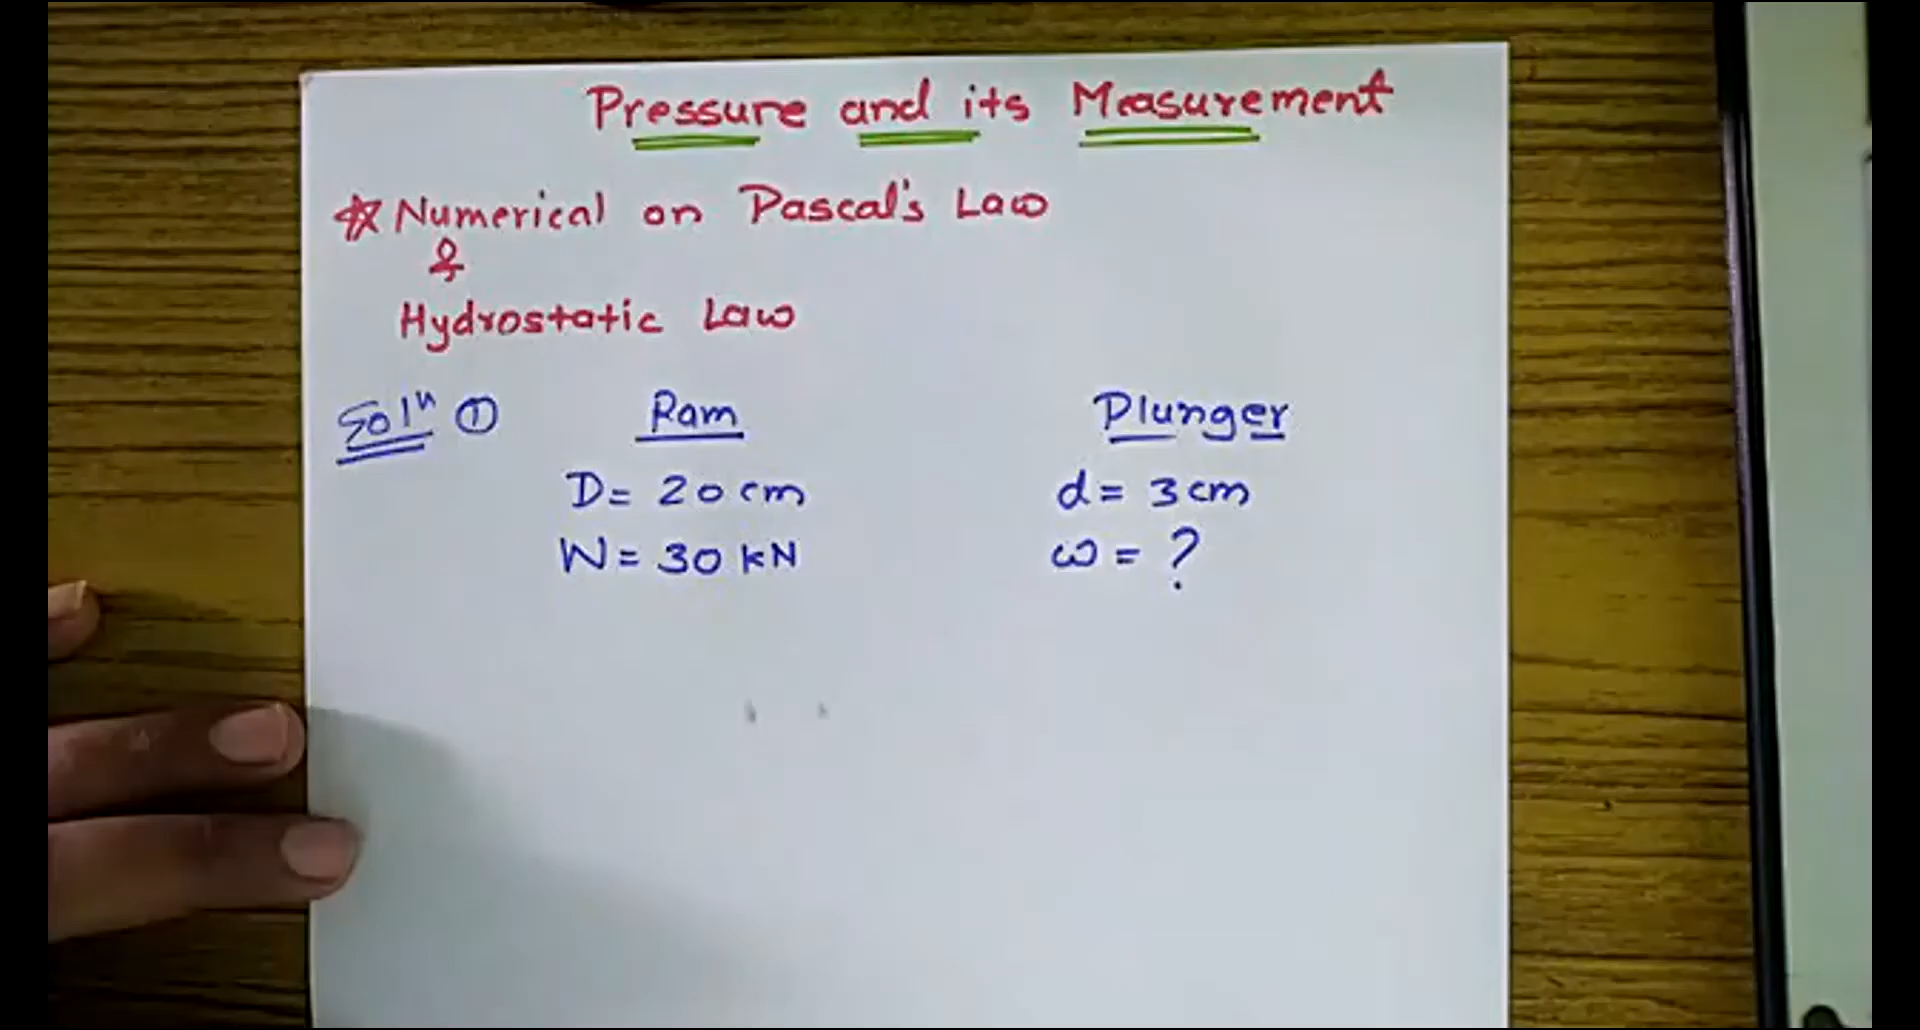 Pressure and its Measurement
☆ Numerical on Pascal's Law
&
Hydrostatic Law
Solⁿ ① Ram Plunger
D = 20 cm d = 3 cm
W = 30 kN ω = ?